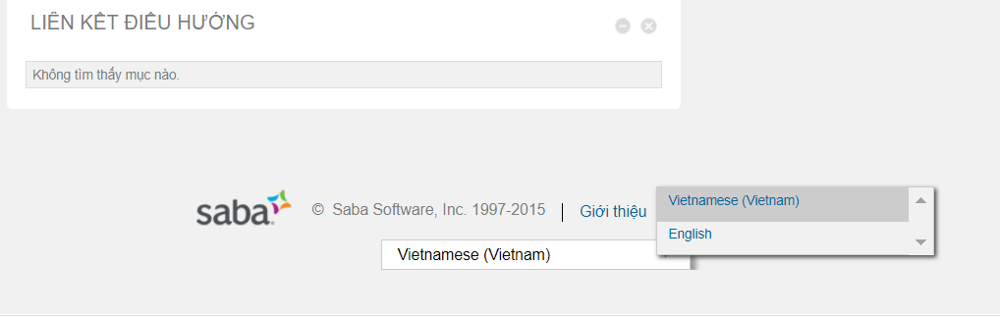 LIÊN KẾT ĐIỀU HƯỚNG
Không tìm thấy mục nào.
saba
© Saba Software, Inc. 1997-2015 | Giới thiệu
Vietnamese (Vietnam)
English
Vietnamese (Vietnam)